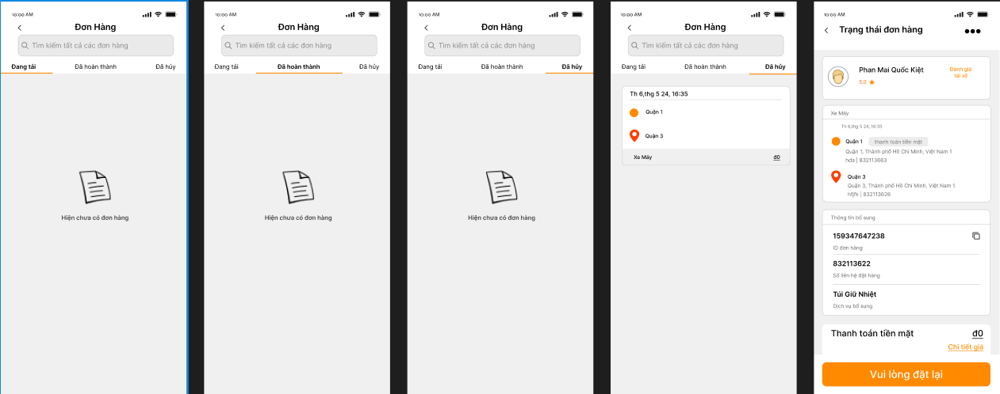 10:00 AM
Đơn Hàng
Tìm kiếm tất cả các đơn hàng
Đang tải Đã hoàn thành Đã hủy
Hiện chưa có đơn hàng
10:00 AM
Đơn Hàng
Tìm kiếm tất cả các đơn hàng
Đang tải Đã hoàn thành Đã hủy
Hiện chưa có đơn hàng
10:00 AM
Đơn Hàng
Tìm kiếm tất cả các đơn hàng
Đang tải Đã hoàn thành Đã hủy
Hiện chưa có đơn hàng
10:00 AM
Đơn Hàng
Tìm kiếm tất cả các đơn hàng
Đang tải Đã hoàn thành Đã hủy
Th 6,thg 5 24, 16:35
Quận 1
Quận 3
Xe Máy đ0
10:00 AM
Trạng thái đơn hàng
Phan Mai Quốc Kiệt
5.0
Đánh giá
tài xế
Xe Máy
Th 6,thg 5 24, 16:35
Quận 1 thanh toán tiền mặt
Quận 1, Thành phố Hồ Chí Minh, Việt Nam 1
hda | 832113663
Quận 3
Quận 3, Thành phố Hồ Chí Minh, Việt Nam 1
hfjfk | 832113626
Thông tin bổ sung
159347647238
ID đơn hàng
832113622
Số liên hệ đặt hàng
Túi Giữ Nhiệt
Dịch vụ bổ sung
Thanh toán tiền mặt đ0
Chi tiết giá
Vui lòng đặt lại